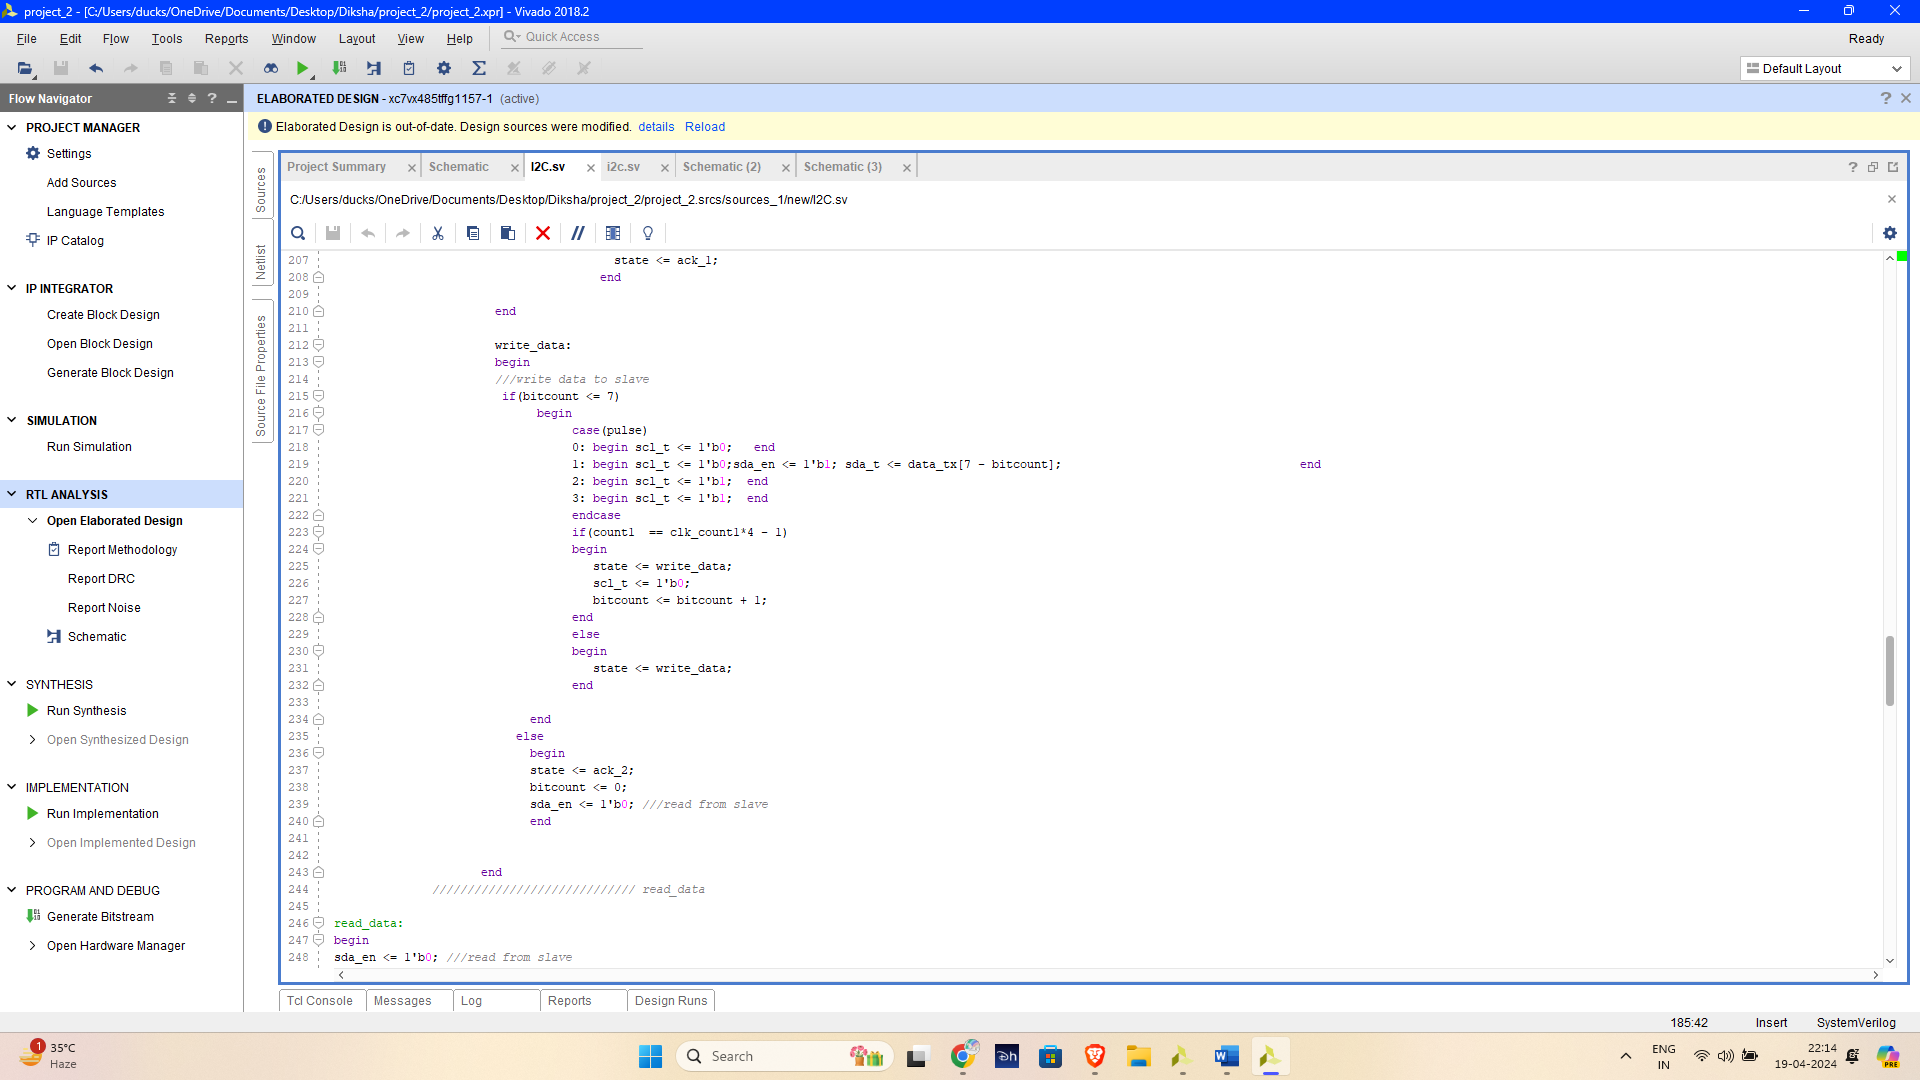 project_2 - [C:/Users/ducks/OneDrive/Documents/Desktop/Diksha/project_2/project_2.xpr] - Vivado 2018.2
File Edit Flow Tools Reports Window Layout View Help Quick Access Ready
Default Layout
Flow Navigator
ELABORATED DESIGN - xc7vx485tffg1157-1 (active)
Elaborated Design is out-of-date. Design sources were modified. details Reload
PROJECT MANAGER
Settings
Add Sources
Language Templates
IP Catalog
IP INTEGRATOR
Create Block Design
Open Block Design
Generate Block Design
SIMULATION
Run Simulation
RTL ANALYSIS
Open Elaborated Design
Report Methodology
Report DRC
Report Noise
Schematic
SYNTHESIS
Run Synthesis
Open Synthesized Design
IMPLEMENTATION
Run Implementation
Open Implemented Design
PROGRAM AND DEBUG
Generate Bitstream
Open Hardware Manager
Sources
Netlist
Source File Properties
Project Summary Schematic I2C.sv i2c.sv Schematic (2) Schematic (3)
C:/Users/ducks/OneDrive/Documents/Desktop/Diksha/project_2/project_2.srcs/sources_1/new/I2C.sv
207 state <= ack_1;
208 end
209
210 end
211
212 write_data:
213 begin
214 ///write data to slave
215 if(bitcount <= 7)
216 begin
217 case(pulse)
218 0: begin scl_t <= 1'b0; end
219 1: begin scl_t <= 1'b0;sda_en <= 1'b1; sda_t <= data_tx[7 - bitcount]; end
220 2: begin scl_t <= 1'b1; end
221 3: begin scl_t <= 1'b1; end
222 endcase
223 if(count1 == clk_count1*4 - 1)
224 begin
225 state <= write_data;
226 scl_t <= 1'b0;
227 bitcount <= bitcount + 1;
228 end
229 else
230 begin
231 state <= write_data;
232 end
233
234 end
235 else
236 begin
237 state <= ack_2;
238 bitcount <= 0;
239 sda_en <= 1'b0; ///read from slave
240 end
241
242
243 end
244 ///////////////////////////// read_data
245
246 read_data:
247 begin
248 sda_en <= 1'b0; ///read from slave
Tcl Console Messages Log Reports Design Runs
185:42 Insert SystemVerilog
1
35°C
Haze
Search
ENG
IN
22:14
19-04-2024